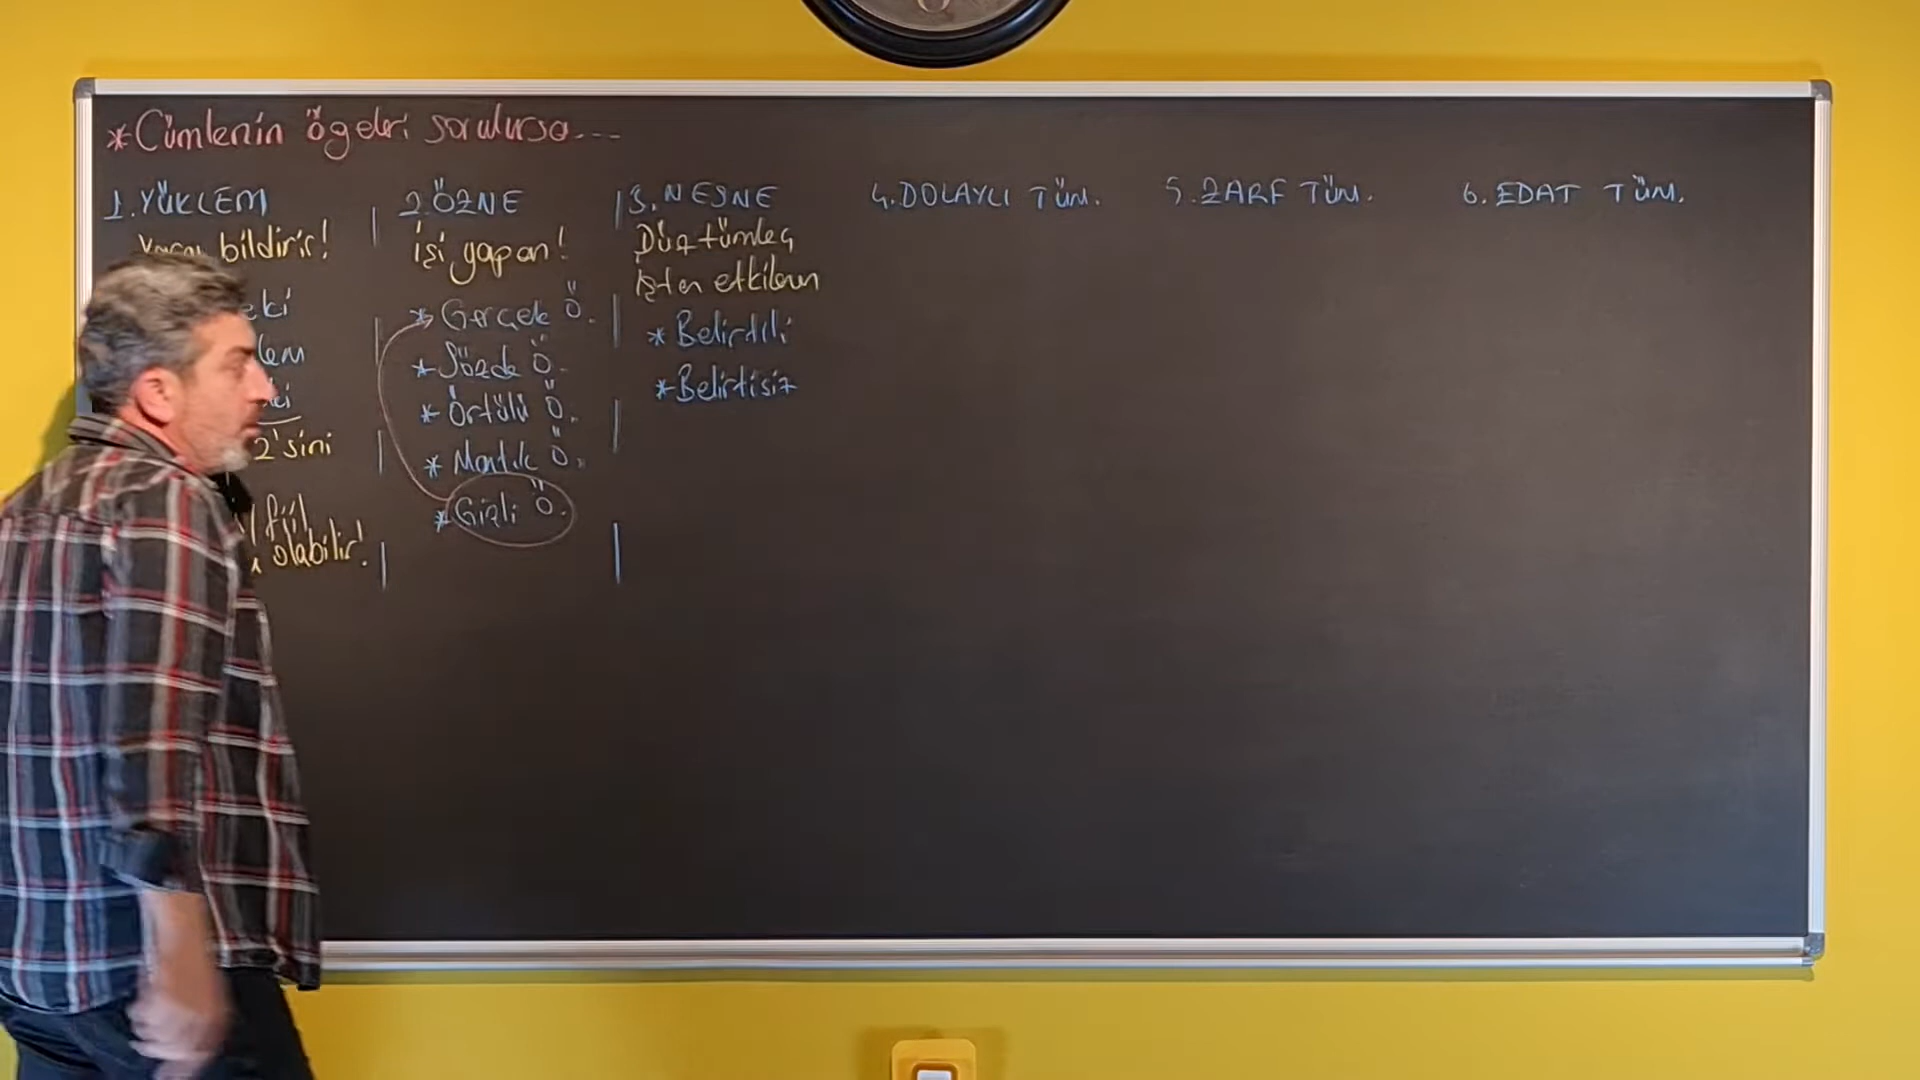 *Cümlenin ögeleri sorulursa...
1.YÜKLEM
bildirir!
2'sini
fiil
olabilir!
2.ÖZNE
işi yapan!
*Gerçek Ö.
*Sözde Ö.
*Örtülü Ö.
*Mantık Ö.
*Gizli Ö.
3.NESNE
Düz tümleç
işten etkilenen
*Belirtili
*Belirtisiz
4.DOLAYLI TÜM.
5.ZARF TÜM.
6.EDAT TÜM.